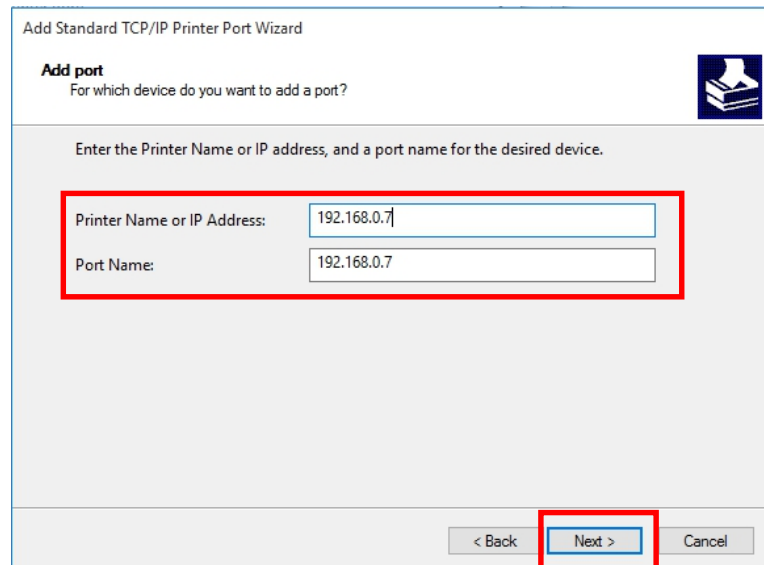 Add Standard TCP/IP Printer Port Wizard
Add port
For which device do you want to add a port?
Enter the Printer Name or IP address, and a port name for the desired device.
Printer Name or IP Address: 192.168.0.7
Port Name: 192.168.0.7
< Back Next > Cancel